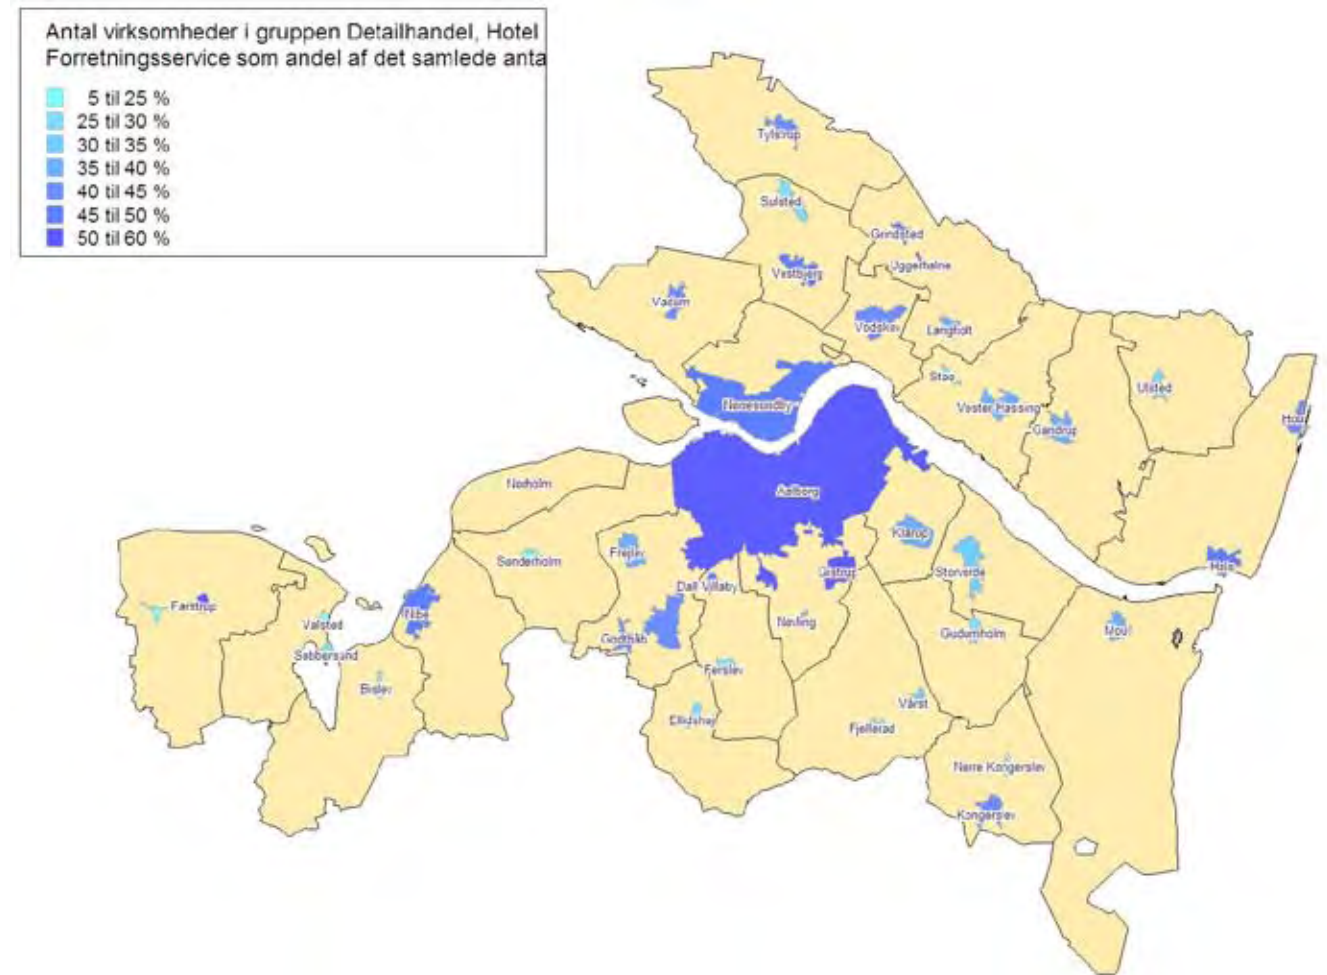 Antal virksomheder i gruppen Detailhandel, Hotel
Forretningsservice som andel af det samlede anta
5 til 25 %
25 til 30 %
30 til 35 %
35 til 40 %
40 til 45 %
45 til 50 %
50 til 60 %
Tylstrup
Sulsted
Grindsted
Uggerhalne
Vestbjerg
Vadum
Vodskov
Langholt
Stae
Ulsted
Nørresundby
Vester Hassing
Gandrup
Hou
Nørholm
Aalborg
Klarup
Sønderholm
Frejlev
Storvorde
Hals
Dall Villaby
Gistrup
Farstrup
Nibe
Valsted
Nøvling
Gudumholm
Mou
Godthåb
Sebbersund
Ferslev
Bislev
Ellidshøj
Vårst
Fjellerad
Nørre Kongerslev
Kongerslev